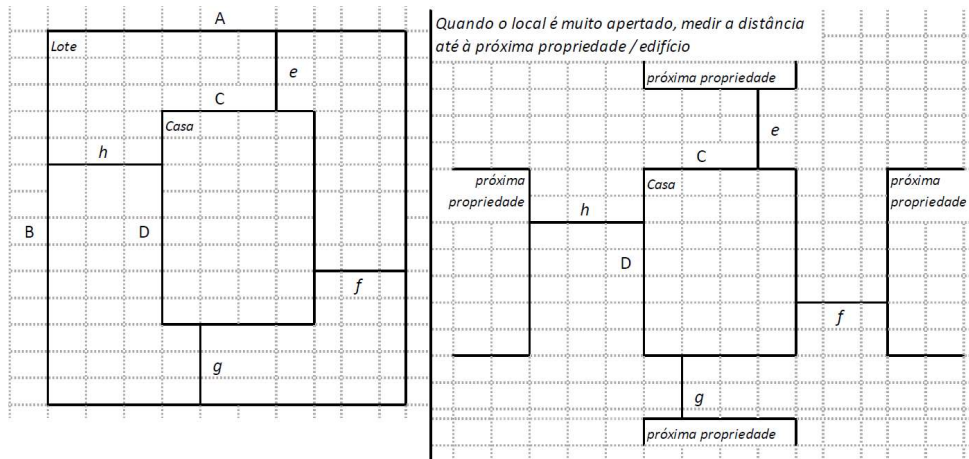 A
Lote
e
C
Casa
h
B
D
f
g
Quando o local é muito apertado, medir a distância
até à próxima propriedade / edifício
próxima propriedade
e
C
próxima
propriedade
Casa
próxima
propriedade
h
D
f
g
próxima propriedade